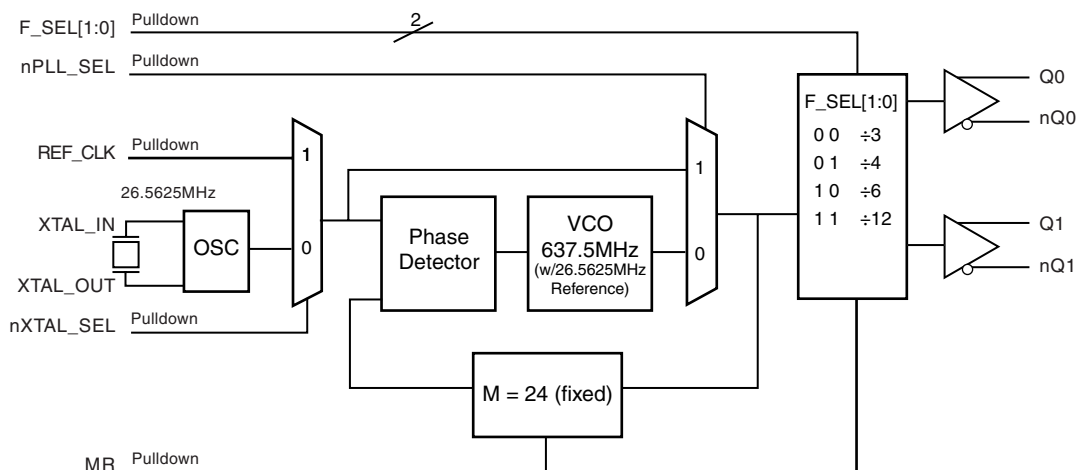 F_SEL[1:0] Pulldown
2
nPLL_SEL Pulldown
REF_CLK Pulldown
26.5625MHz
XTAL_IN
XTAL_OUT
OSC
nXTAL_SEL Pulldown
1
0
Phase
Detector
VCO
637.5MHz
(w/26.5625MHz
Reference)
1
0
M = 24 (fixed)
F_SEL[1:0]
0 0 ÷3
0 1 ÷4
1 0 ÷6
1 1 ÷12
Q0
nQ0
Q1
nQ1
MR Pulldown